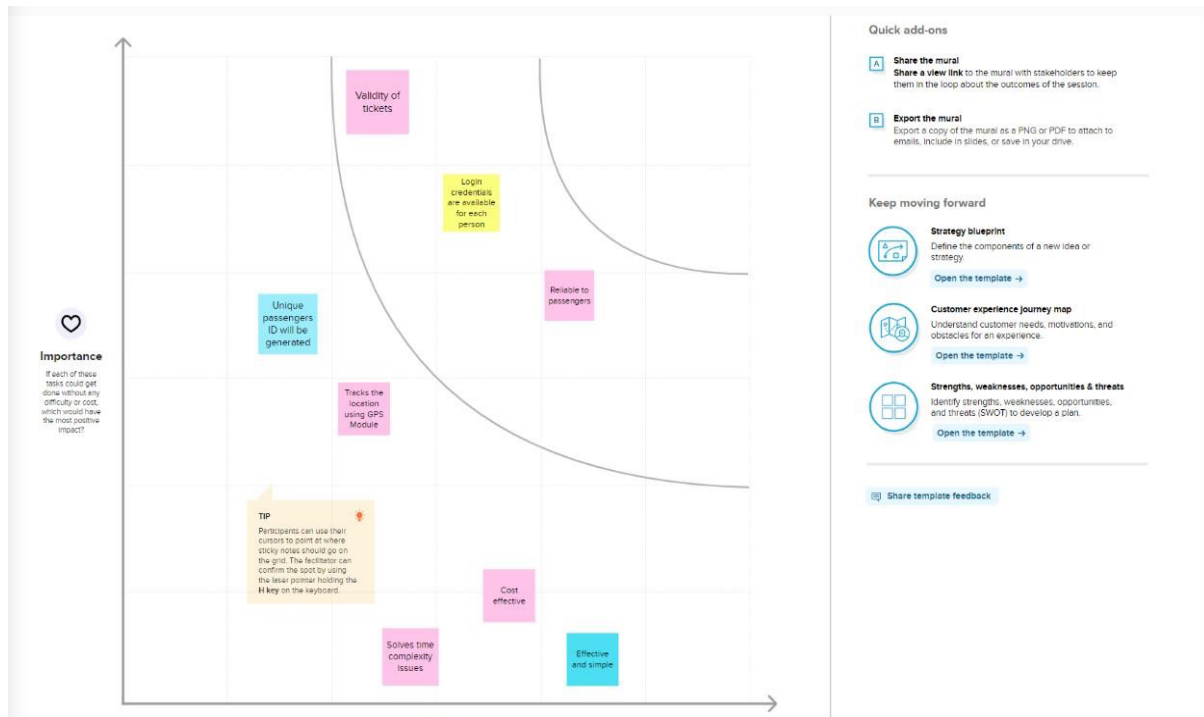 Validity of
tickets
Login
credentials
are available
for each
person
Reliable to
passengers
Unique
passengers
ID will be
generated
Tracks the
location
using GPS
Module
Importance
If each of these
tasks could get
done without any
difficulty or cost,
which would have
the most positive
impact?
TIP
Participants can use their
cursors to point at where
sticky notes should go on
the grid. The facilitator can
confirm the spot by using
the laser pointer holding the
H key on the keyboard.
Cost
effective
Solves time
complexity
issues
Effective
and simple
Quick add-ons
A
Share the mural
Share a view link to the mural with stakeholders to keep
them in the loop about the outcomes of the session.
B
Export the mural
Export a copy of the mural as a PNG or PDF to attach to
emails, include in slides, or save in your drive.
Keep moving forward
Strategy blueprint
Define the components of a new idea or
strategy.
Open the template →
Customer experience journey map
Understand customer needs, motivations, and
obstacles for an experience.
Open the template →
Strengths, weaknesses, opportunities & threats
Identify strengths, weaknesses, opportunities,
and threats (SWOT) to develop a plan.
Open the template →
Share template feedback